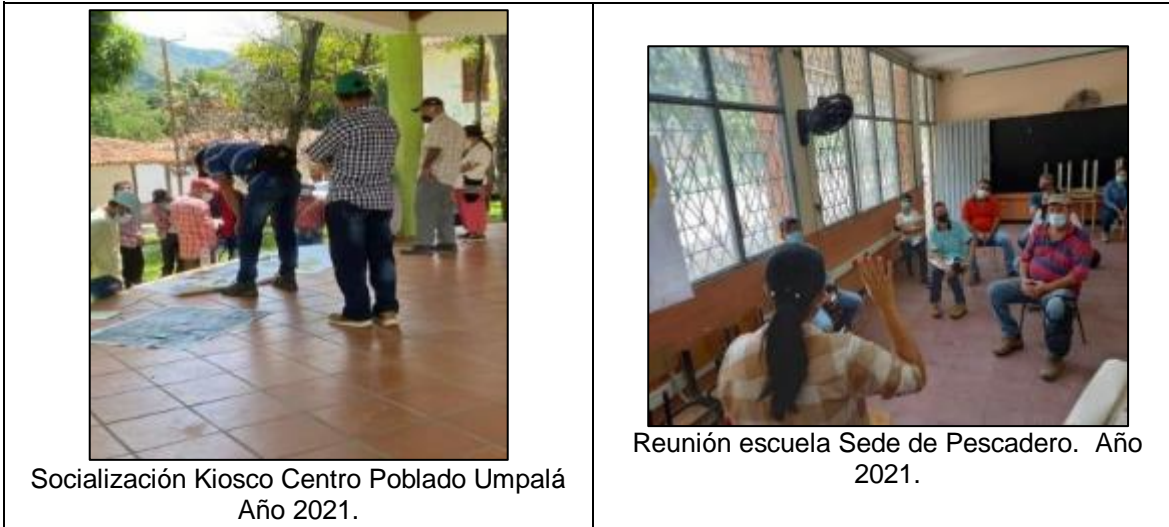 Socialización Kiosco Centro Poblado Umpalá
Año 2021.
Reunión escuela Sede de Pescadero.  Año
2021.